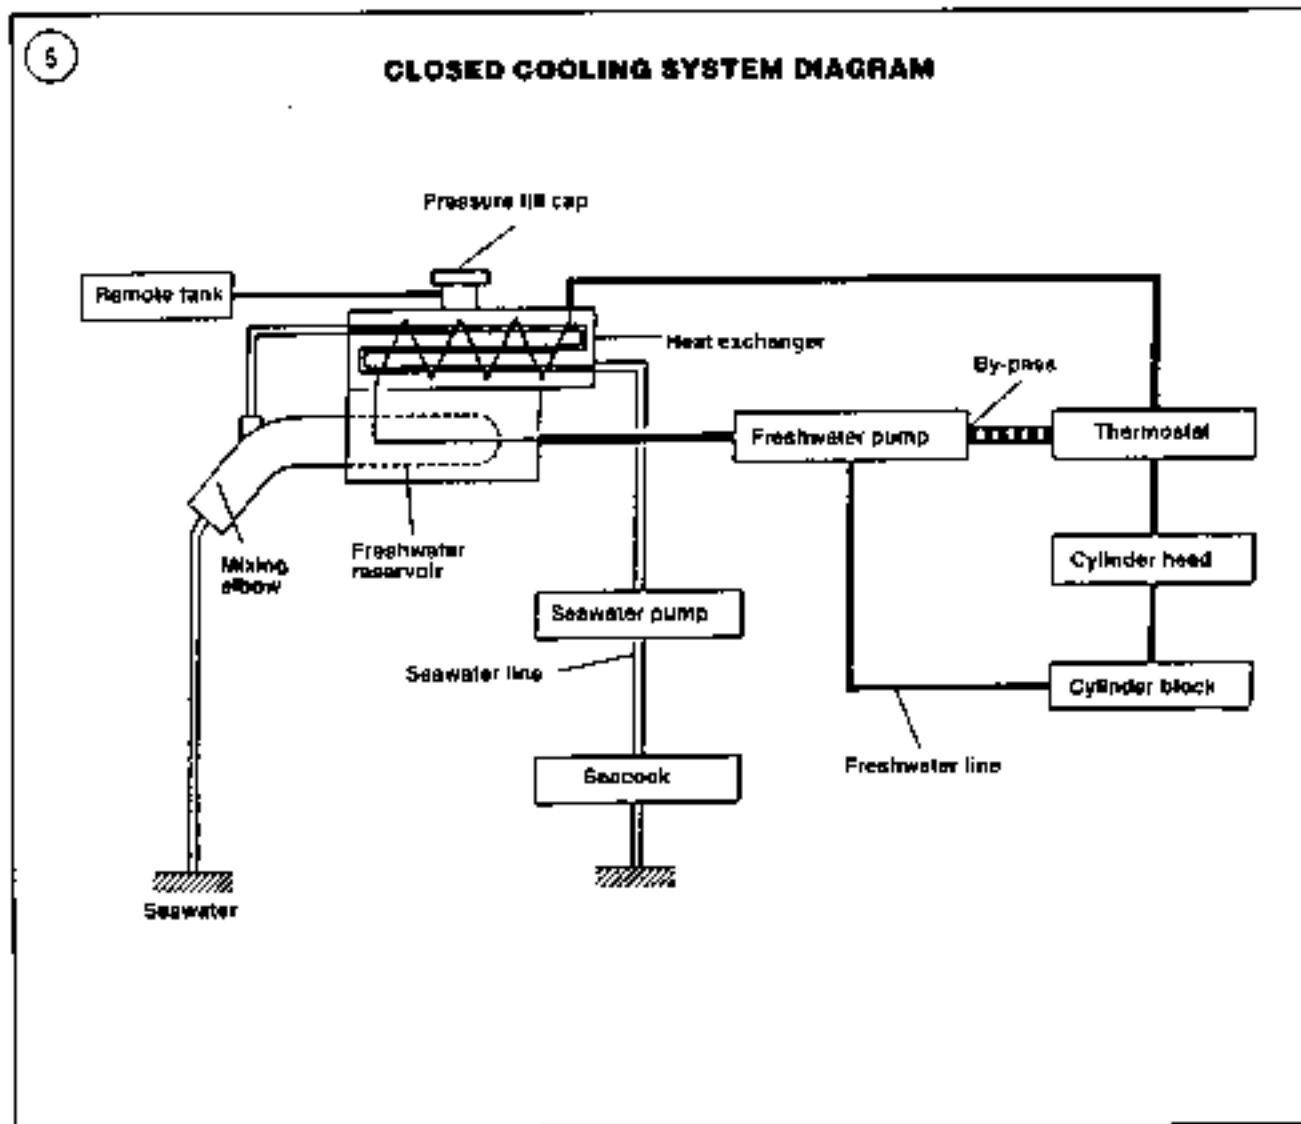 5
CLOSED COOLING SYSTEM DIAGRAM
Pressure fill cap
Remote tank
Heat exchanger
By-pass
Freshwater pump
Thermostat
Mixing
elbow
Freshwater
reservoir
Cylinder head
Seawater pump
Seawater line
Cylinder block
Freshwater line
Seacock
Seawater